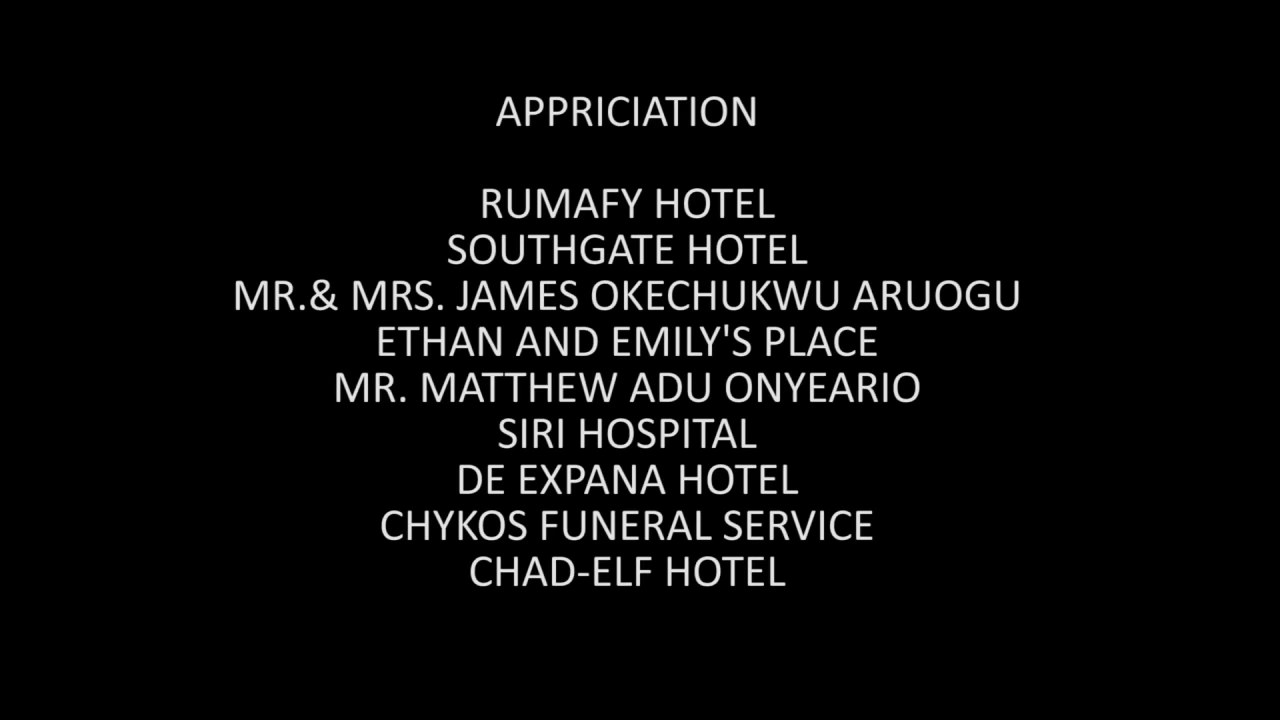 APPRICIATION
RUMAFY HOTEL
SOUTHGATE HOTEL
MR.& MRS. JAMES OKECHUKWU ARUOGU
ETHAN AND EMILY'S PLACE
MR. MATTHEW ADU ONYEARIO
SIRI HOSPITAL
DE EXPANA HOTEL
CHYKOS FUNERAL SERVICE
CHAD-ELF HOTEL